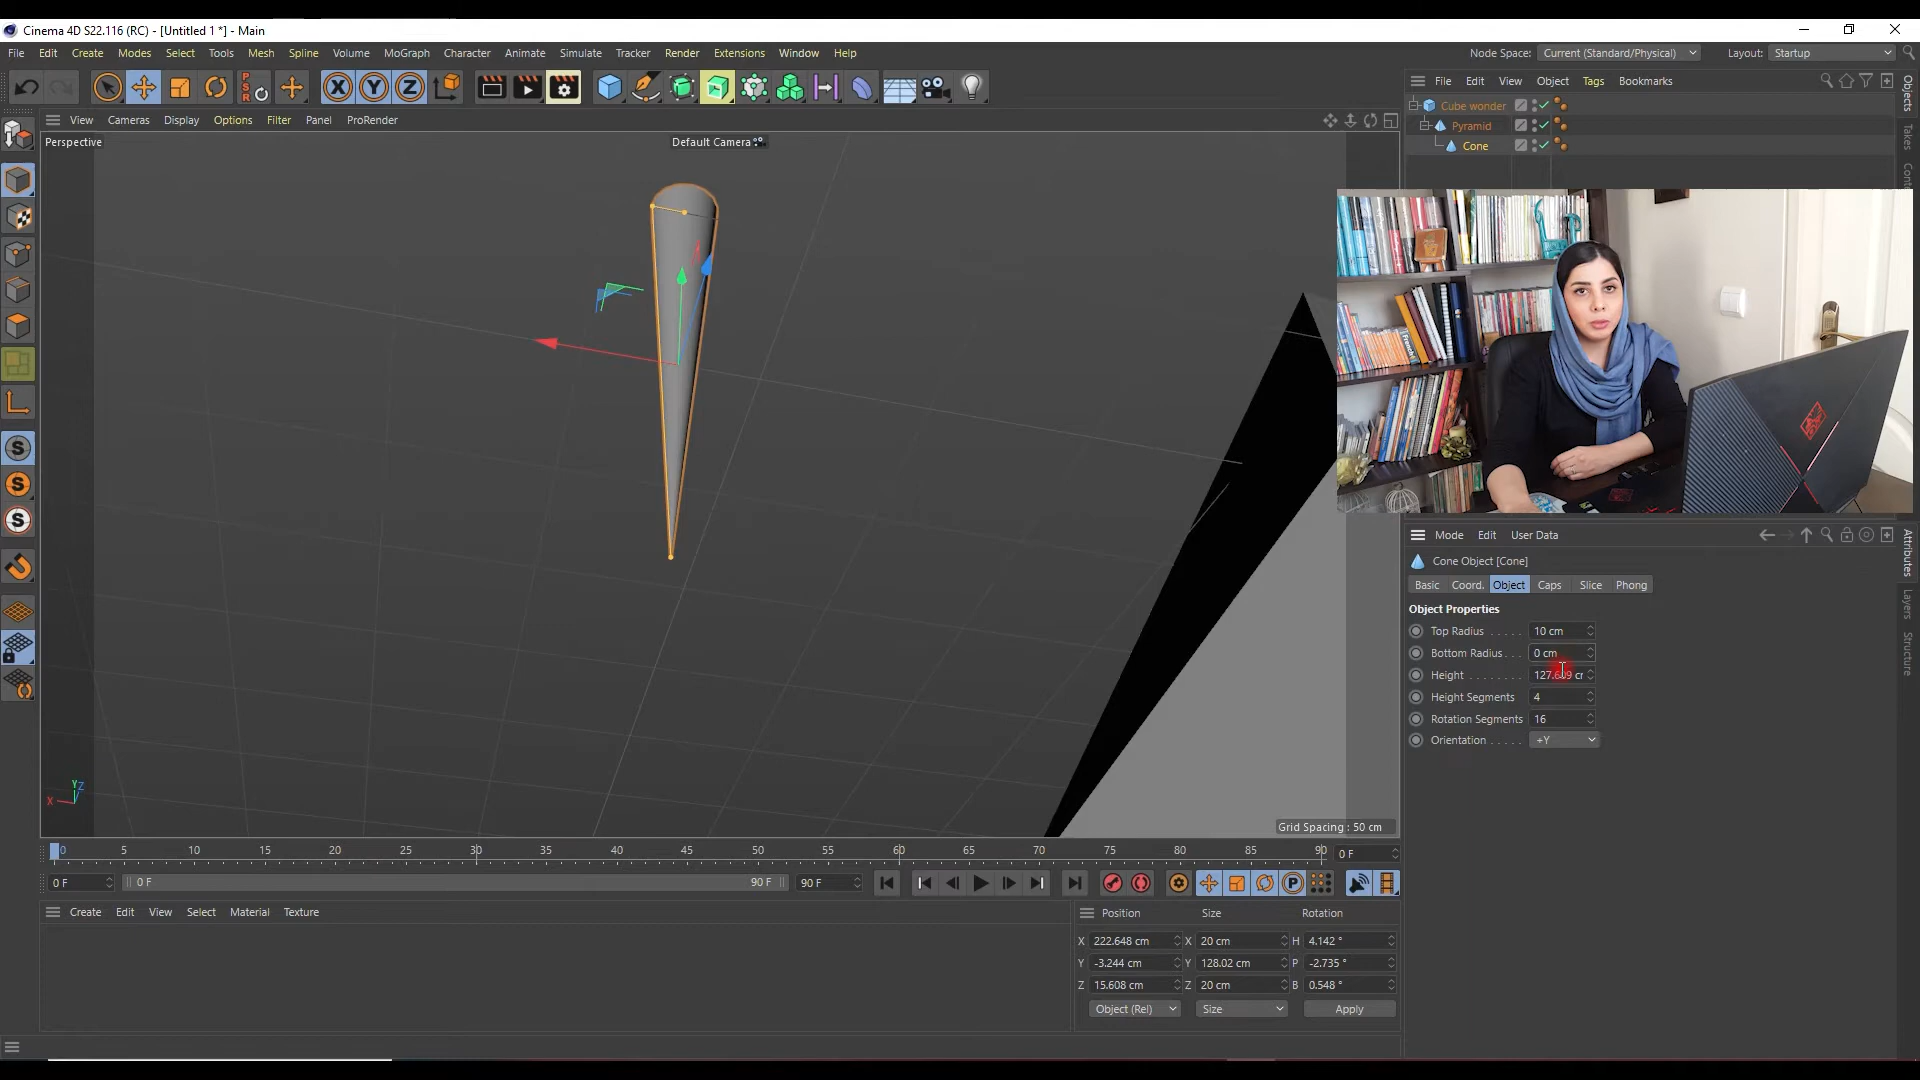 Cinema 4D S22.116 (RC) - [Untitled 1 *] - Main
File Edit Create Modes Select Tools Mesh Spline Volume MoGraph Character Animate Simulate Tracker Render Extensions Window Help
Node Space: Current (Standard/Physical) Layout: Startup
PSR X Y Z
File Edit View Object Tags Bookmarks
View Cameras Display Options Filter Panel ProRender
Perspective
Default Camera
Cube wonder
Pyramid
Cone
Objects
Takes
Structure
Layers
Attributes
S
S
S
Y
Z
X
Grid Spacing : 50 cm
Mode Edit User Data
Cone Object [Cone]
Basic Coord. Object Caps Slice Phong
Object Properties
Top Radius . . . . . 10 cm
Bottom Radius . . . 0 cm
Height . . . . . . . .
Height Segments 4
Rotation Segments 16
Orientation . . . . . +Y
0 5 10 15 20 25 30 35 40 45 50 55 60 65 70 75 80 85 90 0 F
0 F 0 F 90 F 90 F
P
Create Edit View Select Material Texture
Position Size Rotation
X 222.648 cm X 20 cm H 4.142 °
Y -3.244 cm Y 128.02 cm P -2.735 °
Z 15.608 cm Z 20 cm B 0.548 °
Object (Rel) Size Apply